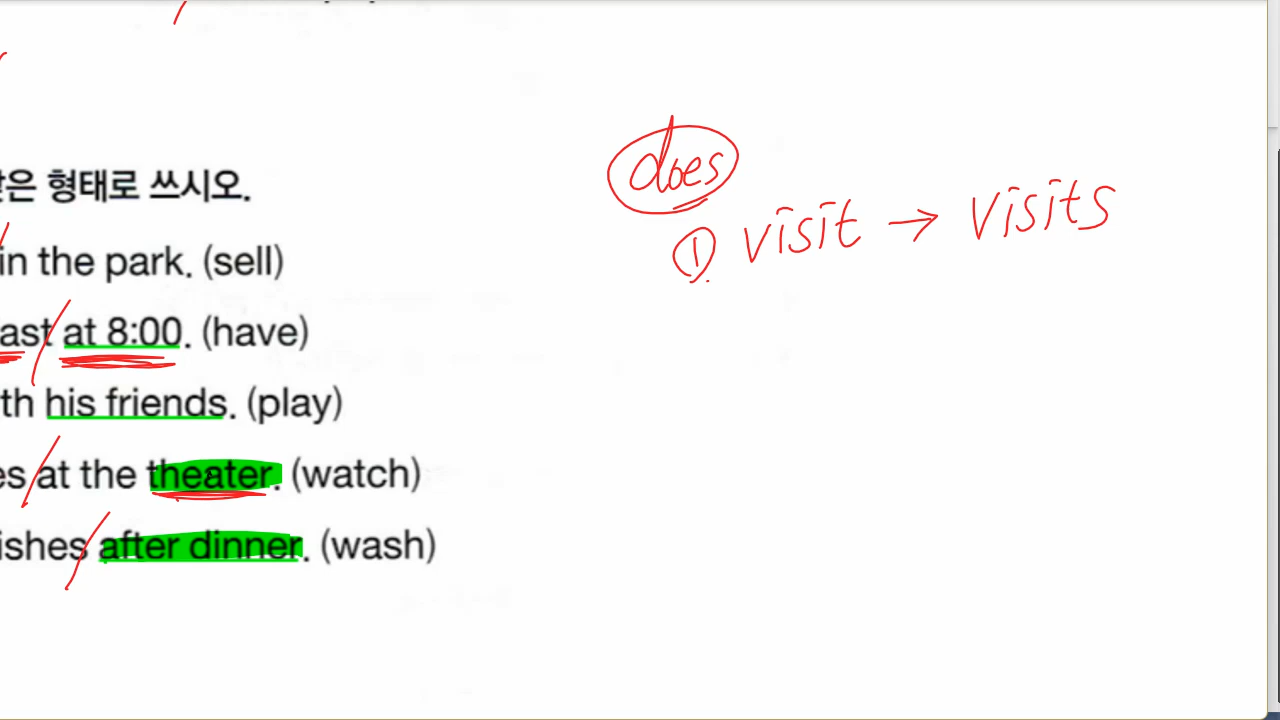 은 형태로 쓰시오.
in the park. (sell)
ast at 8:00. (have)
th his friends. (play)
es at the theater. (watch)
ishes after dinner. (wash)
does
① visit → visits